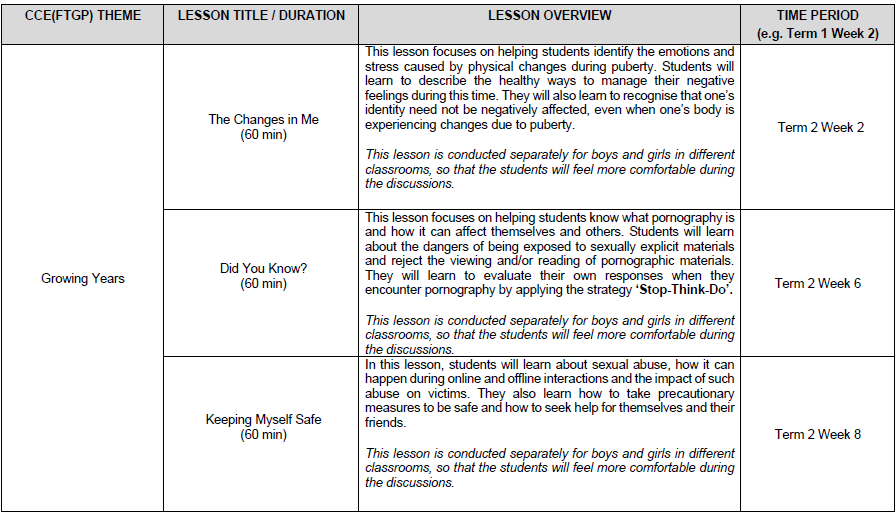 CCE(FTGP) THEME
LESSON TITLE / DURATION
LESSON OVERVIEW
TIME PERIOD
(e.g. Term 1 Week 2)
Growing Years
The Changes in Me
(60 min)
This lesson focuses on helping students identify the emotions and
stress caused by physical changes during puberty. Students will
learn to describe the healthy ways to manage their negative
feelings during this time. They will also learn to recognise that one's
identity need not be negatively affected, even when one's body is
experiencing changes due to puberty.
This lesson is conducted separately for boys and girls in different
classrooms, so that the students will feel more comfortable during
the discussions.
Term 2 Week 2
Did You Know?
(60 min)
This lesson focuses on helping students know what pornography is
and how it can affect themselves and others. Students will learn
about the dangers of being exposed to sexually explicit materials
and reject the viewing and/or reading of pornographic materials.
They will learn to evaluate their own responses when they
encounter pornography by applying the strategy 'Stop-Think-Do'.
This lesson is conducted separately for boys and girls in different
classrooms, so that the students will feel more comfortable during
the discussions.
Term 2 Week 6
Keeping Myself Safe
(60 min)
In this lesson, students will learn about sexual abuse, how it can
happen during online and offline interactions and the impact of such
abuse on victims. They also learn how to take precautionary
measures to be safe and how to seek help for themselves and their
friends.
This lesson is conducted separately for boys and girls in different
classrooms, so that the students will feel more comfortable during
the discussions.
Term 2 Week 8